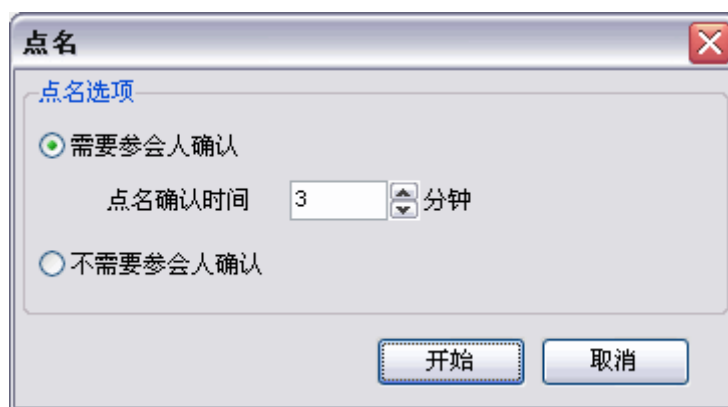 点名
点名选项
需要参会人确认
点名确认时间 3 分钟
不需要参会人确认
开始 取消